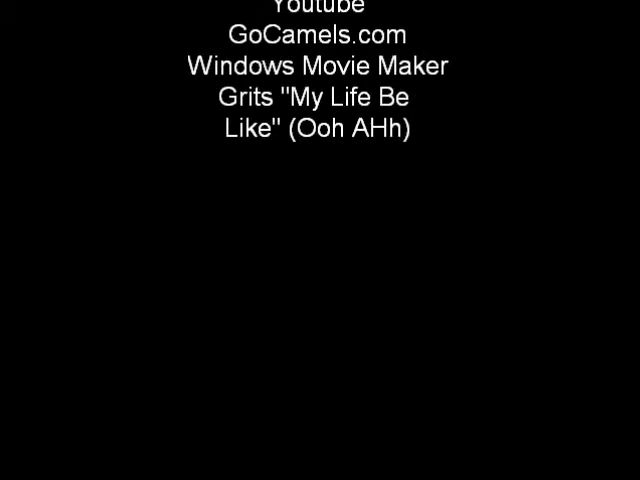 Youtube
GoCamels.com
Windows Movie Maker
Grits "My Life Be
Like" (Ooh AHh)